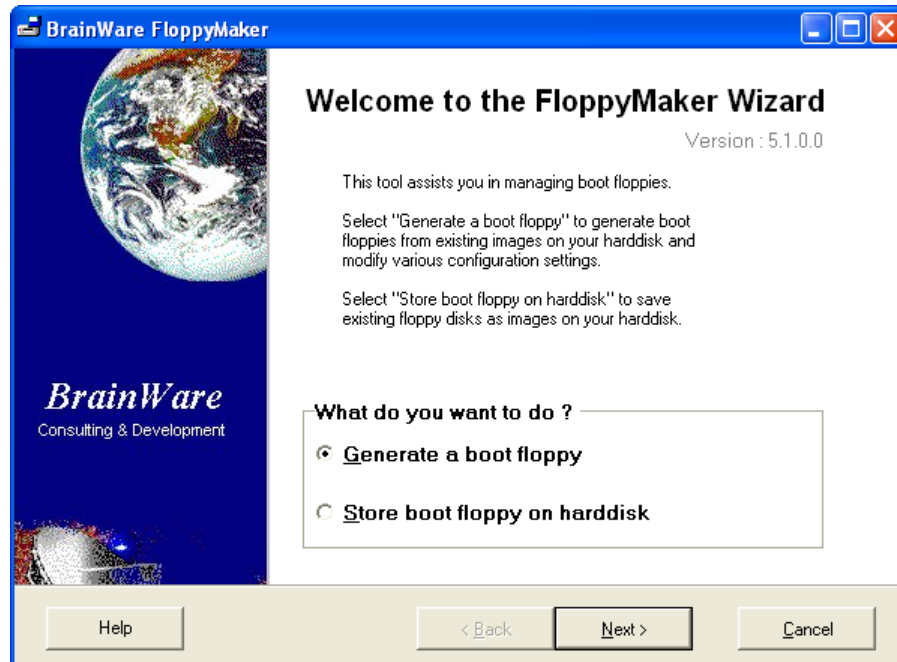 BrainWare FloppyMaker
Welcome to the FloppyMaker Wizard
Version : 5.1.0.0
This tool assists you in managing boot floppies.
Select "Generate a boot floppy" to generate boot
floppies from existing images on your harddisk and
modify various configuration settings.
Select "Store boot floppy on harddisk" to save
existing floppy disks as images on your harddisk.
BrainWare
Consulting & Development
What do you want to do ?
Generate a boot floppy
Store boot floppy on harddisk
Help
< Back
Next >
Cancel